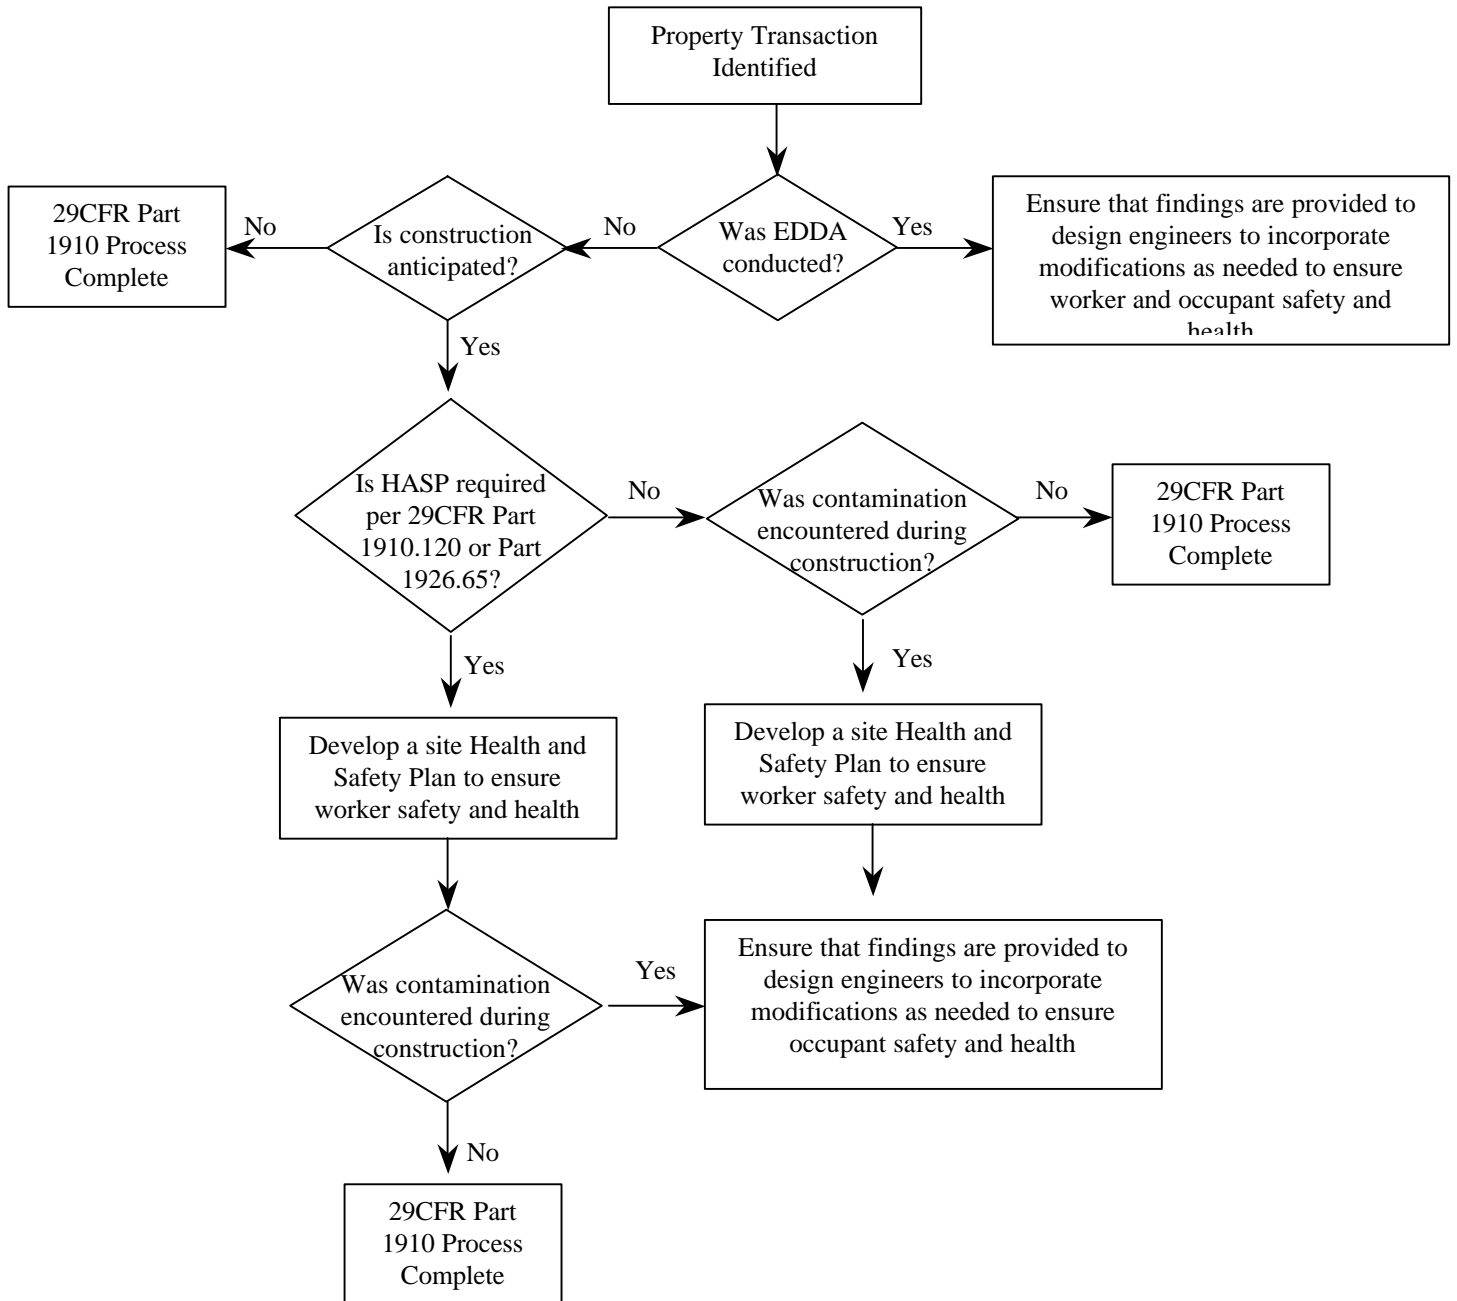 Property Transaction
Identified
29CFR Part
1910 Process
Complete
No
Is construction
anticipated?
No
Was EDDA
conducted?
Yes
Ensure that findings are provided to
design engineers to incorporate
modifications as needed to ensure
worker and occupant safety and
health
Yes
Is HASP required
per 29CFR Part
1910.120 or Part
1926.65?
No
Was contamination
encountered during
construction?
No
29CFR Part
1910 Process
Complete
Yes
Yes
Develop a site Health and
Safety Plan to ensure
worker safety and health
Develop a site Health and
Safety Plan to ensure
worker safety and health
Was contamination
encountered during
construction?
Yes
Ensure that findings are provided to
design engineers to incorporate
modifications as needed to ensure
occupant safety and health
No
29CFR Part
1910 Process
Complete